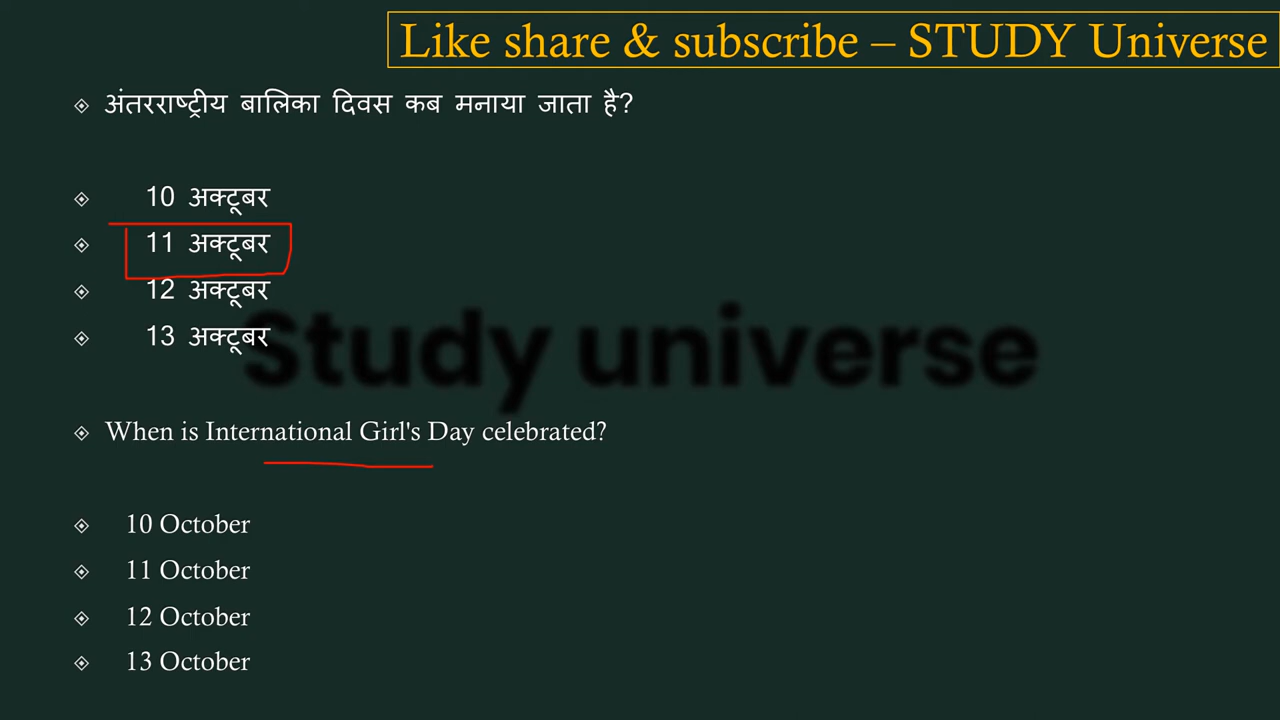 Like share & subscribe – STUDY Universe
अंतरराष्ट्रीय बालिका दिवस कब मनाया जाता है?
10 अक्टूबर
11 अक्टूबर
12 अक्टूबर
13 अक्टूबर
Study universe
When is International Girl's Day celebrated?
10 October
11 October
12 October
13 October